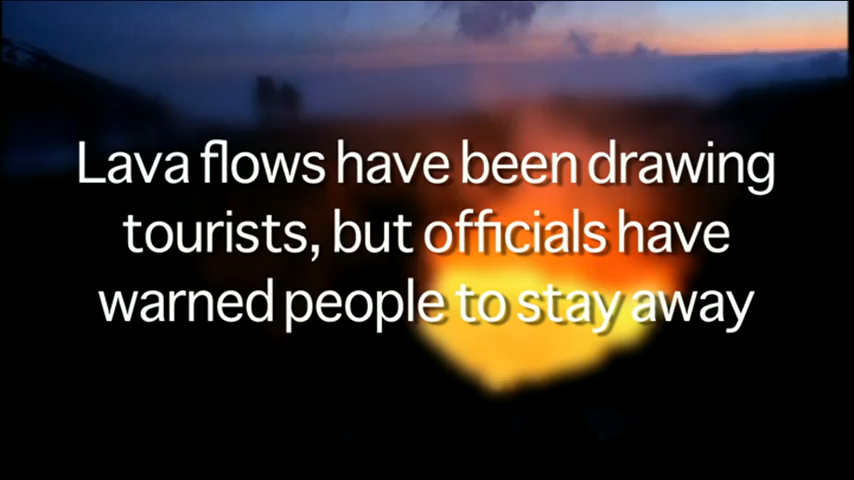 Lava flows have been drawing
tourists, but officials have
warned people to stay away